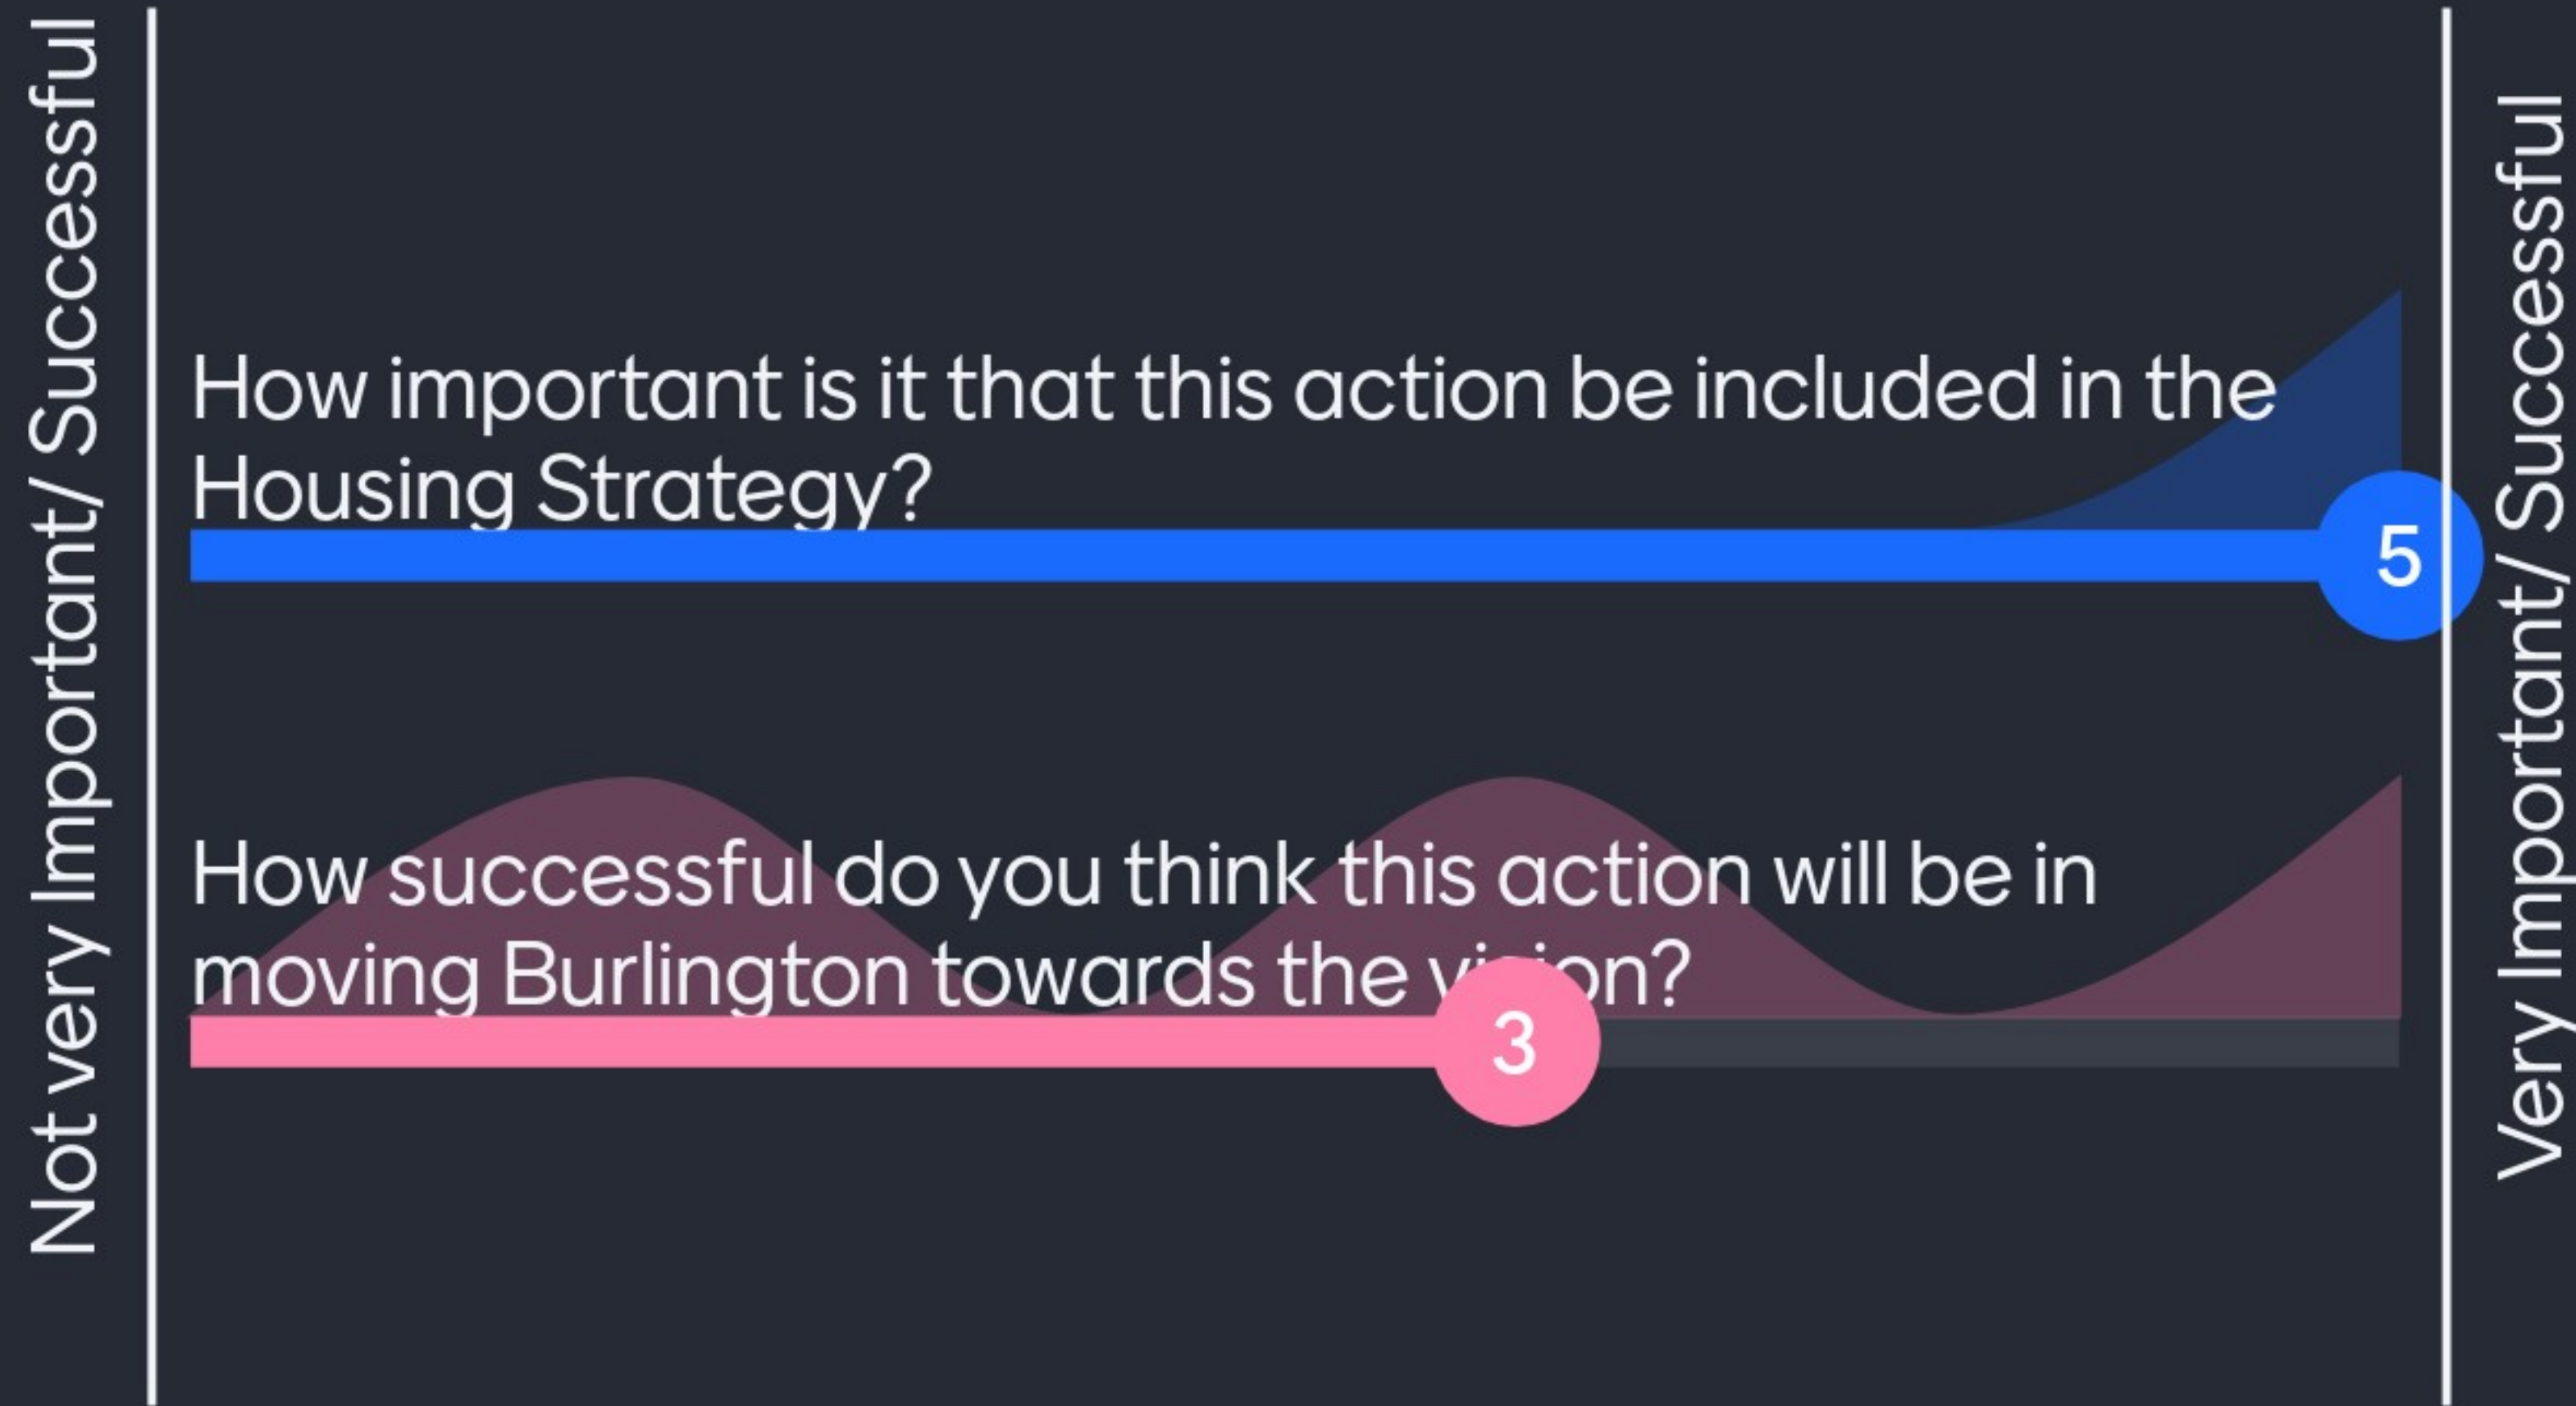 Not very Important/ Successful
How important is it that this action be included in the
Housing Strategy?
5
How successful do you think this action will be in
moving Burlington towards the vision?
3
Very Important/ Successful